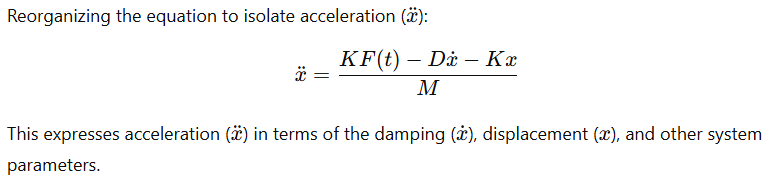 Reorganizing the equation to isolate acceleration (ẍ):
ẍ = (KF(t) − Dẋ − Kx) / M
This expresses acceleration (ẍ) in terms of the damping (ẋ), displacement (x), and other system
parameters.